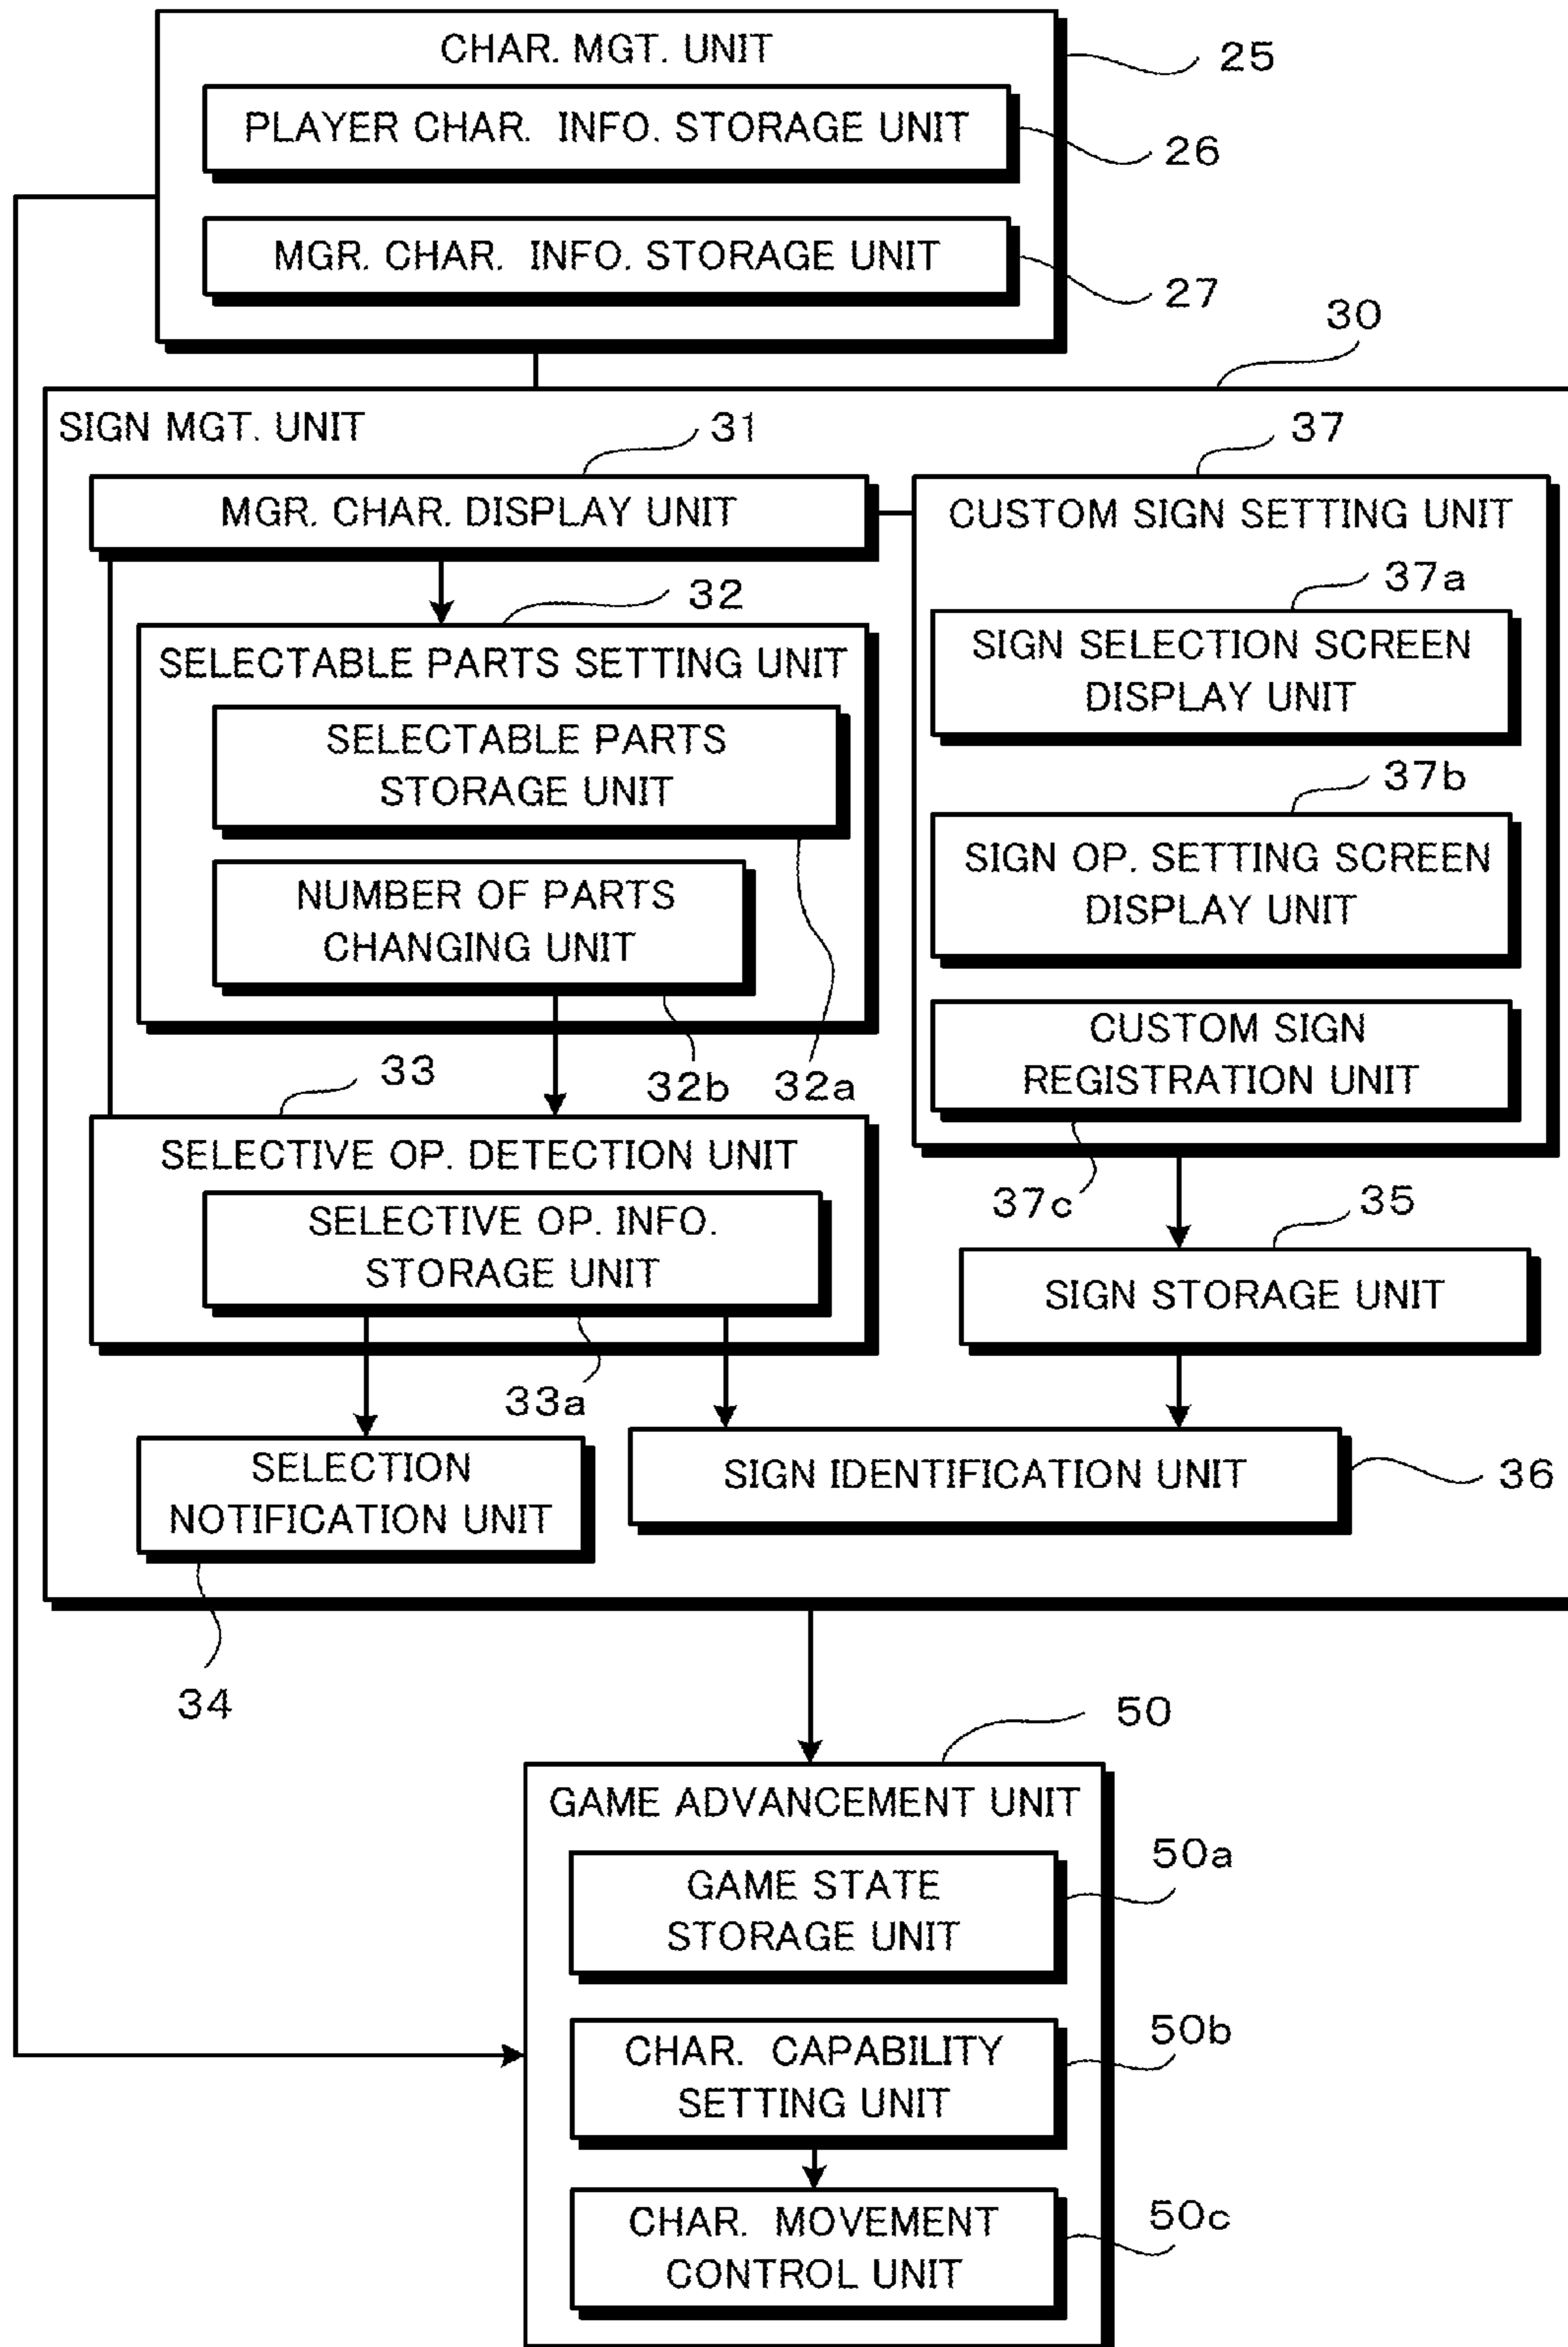 CHAR. MGT. UNIT
25
PLAYER CHAR. INFO. STORAGE UNIT
26
MGR. CHAR. INFO. STORAGE UNIT
27
30
SIGN MGT. UNIT
31
37
MGR. CHAR. DISPLAY UNIT
CUSTOM SIGN SETTING UNIT
37a
32
SIGN SELECTION SCREEN
DISPLAY UNIT
SELECTABLE PARTS SETTING UNIT
SELECTABLE PARTS
STORAGE UNIT
37b
SIGN OP. SETTING SCREEN
DISPLAY UNIT
NUMBER OF PARTS
CHANGING UNIT
CUSTOM SIGN
REGISTRATION UNIT
33
32b
32a
SELECTIVE OP. DETECTION UNIT
37c
35
SELECTIVE OP. INFO.
STORAGE UNIT
SIGN STORAGE UNIT
33a
SELECTION
NOTIFICATION UNIT
SIGN IDENTIFICATION UNIT
36
34
50
GAME ADVANCEMENT UNIT
50a
GAME STATE
STORAGE UNIT
50b
CHAR. CAPABILITY
SETTING UNIT
50c
CHAR. MOVEMENT
CONTROL UNIT